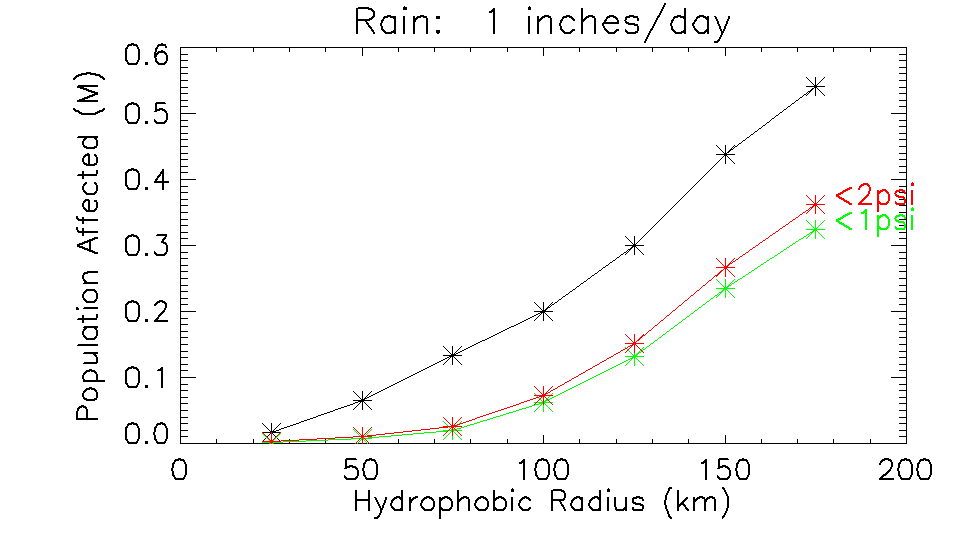 Rain: 1 inches/day
Population Affected (M)
0.6
0.5
0.4
0.3
0.2
0.1
0.0
<2psi
<1psi
0 50 100 150 200
Hydrophobic Radius (km)